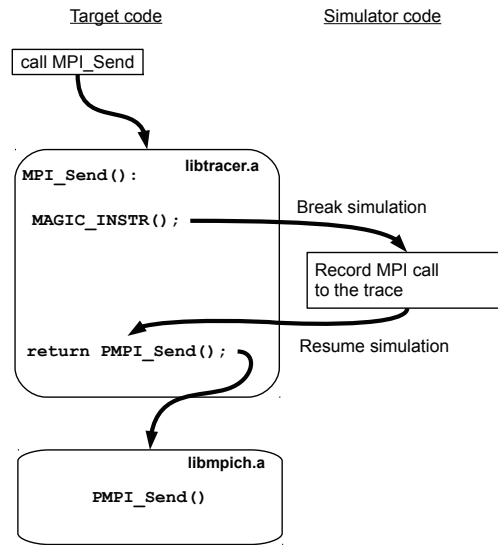 Target code
Simulator code
call MPI_Send
libtracer.a
MPI_Send():
MAGIC_INSTR();
Break simulation
Record MPI call
to the trace
return PMPI_Send();
Resume simulation
libmpich.a
PMPI_Send()